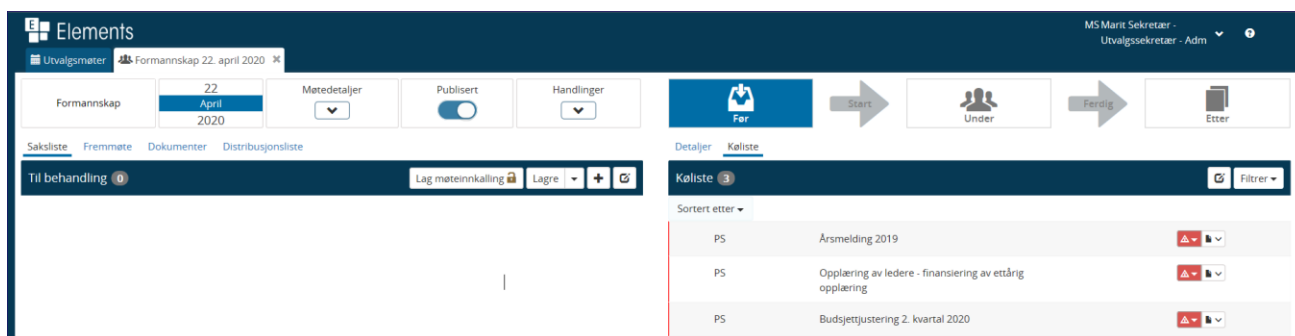 Elements
MS Marit Sekretær -
Utvalgssekretær - Adm
Utvalgsmøter
Formannskap 22. april 2020
Formannskap
22
April
2020
Møtedetaljer
Publisert
Handlinger
Før
Start
Under
Ferdig
Etter
Saksliste Fremmøte Dokumenter Distribusjonsliste
Detaljer Køliste
Til behandling 0
Lag møteinnkalling Lagre
Køliste 3
Filtrer
Sortert etter
PS Årsmelding 2019
PS Opplæring av ledere - finansiering av ettårig
opplæring
PS Budsjettjustering 2. kvartal 2020